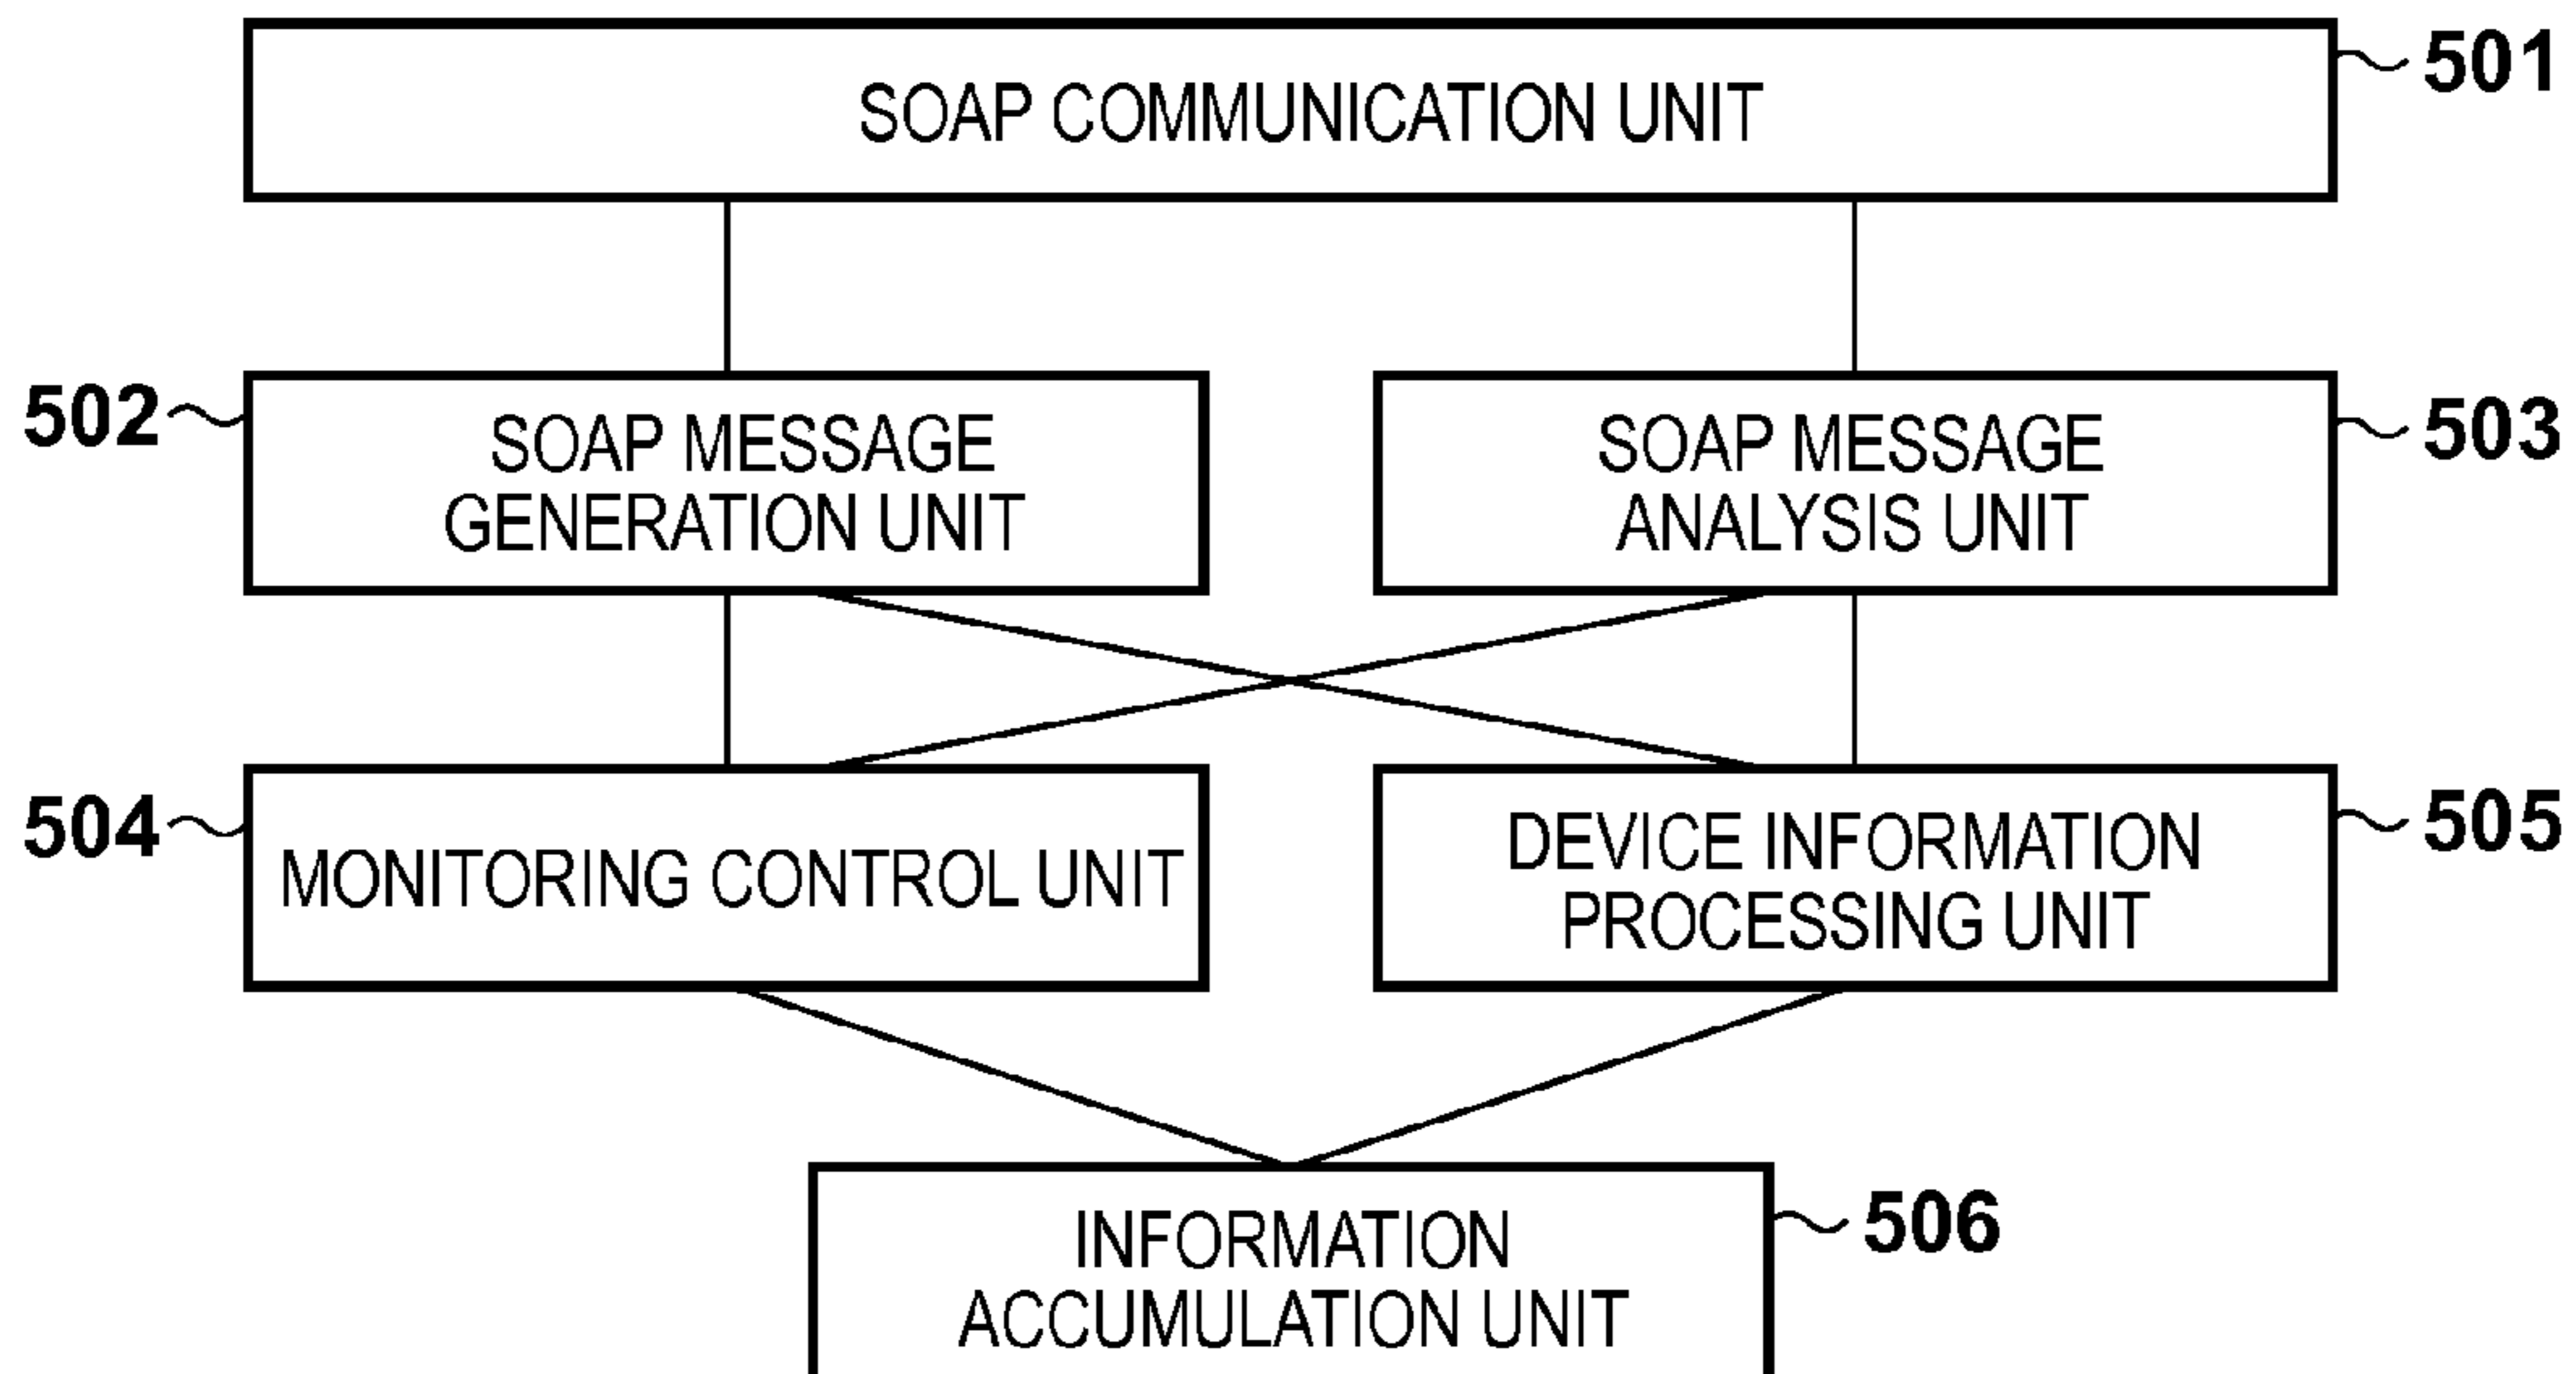 SOAP COMMUNICATION UNIT
501
502
SOAP MESSAGE
GENERATION UNIT
SOAP MESSAGE
ANALYSIS UNIT
503
504
MONITORING CONTROL UNIT
DEVICE INFORMATION
PROCESSING UNIT
505
INFORMATION
ACCUMULATION UNIT
506